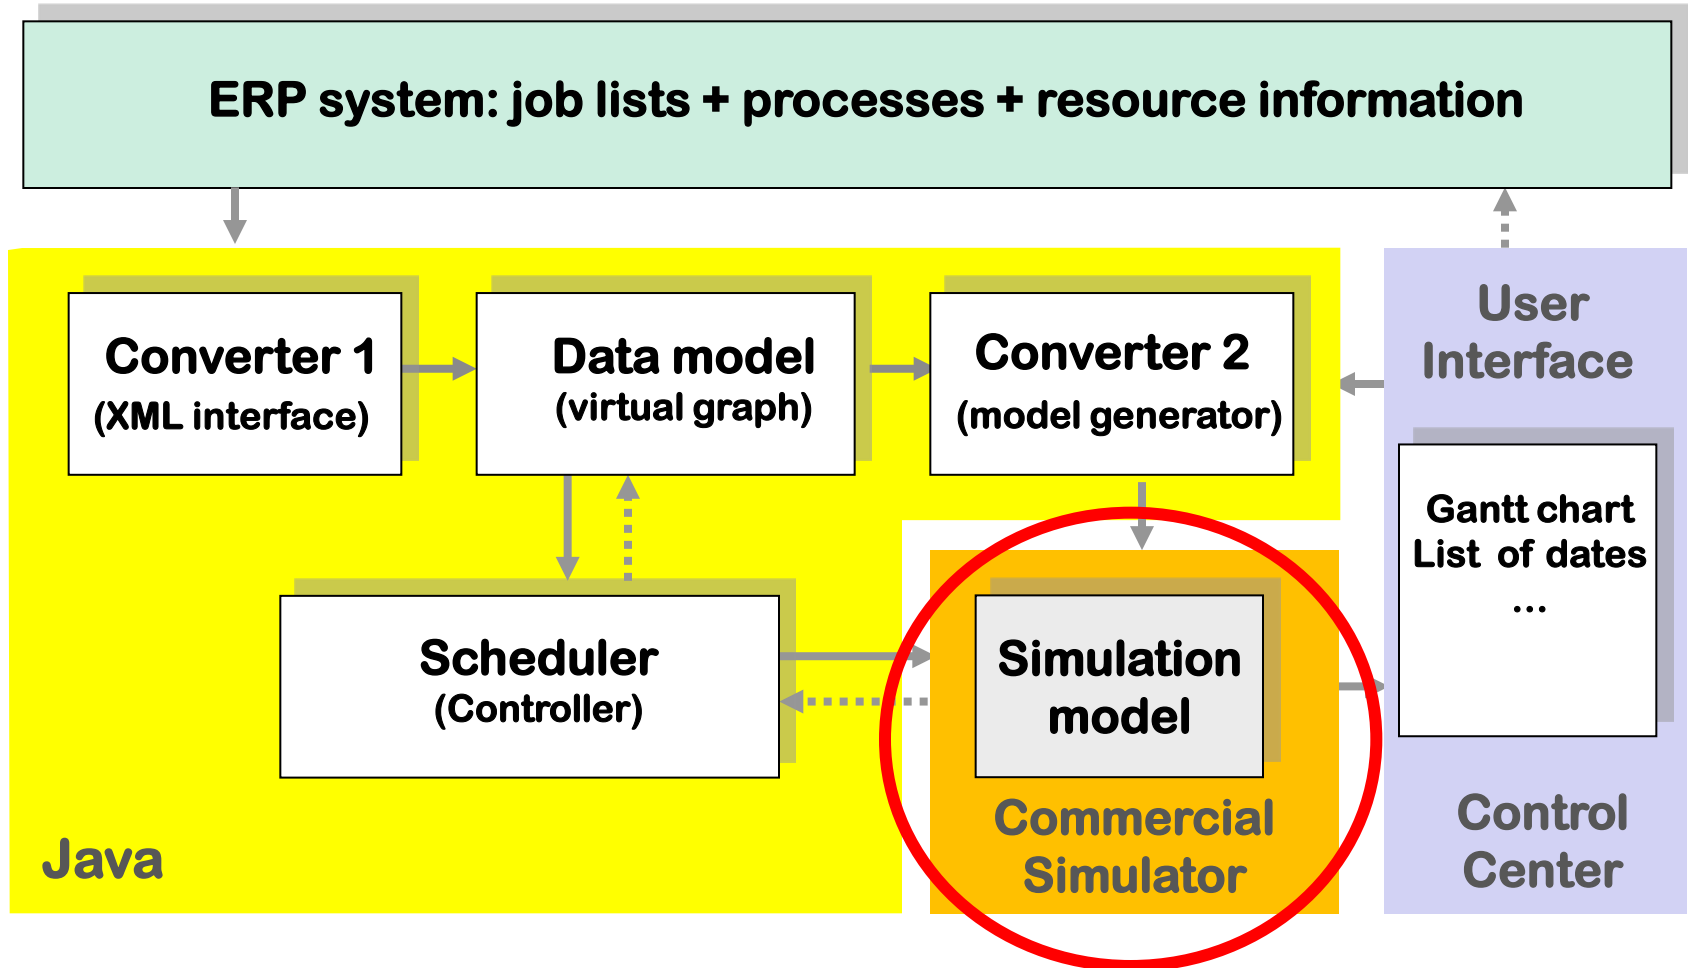 ERP system: job lists + processes + resource information
Converter 1
(XML interface)
Data model
(virtual graph)
Converter 2
(model generator)
User
Interface
Gantt chart
List of dates
...
Scheduler
(Controller)
Simulation
model
Commercial
Simulator
Control
Center
Java